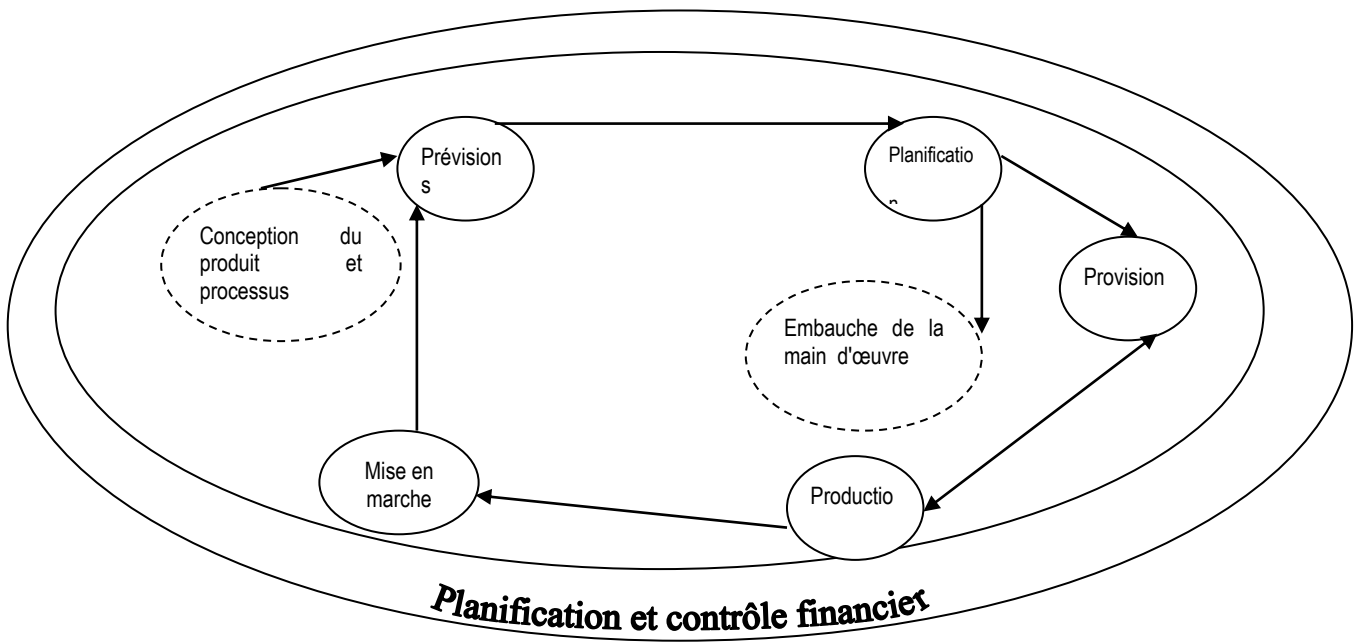 Prévision
s
Planificatio
n
Conception du
produit et
processus
Provision
Embauche de la
main d'œuvre
Mise en
marche
Productio
Planification et contrôle financier